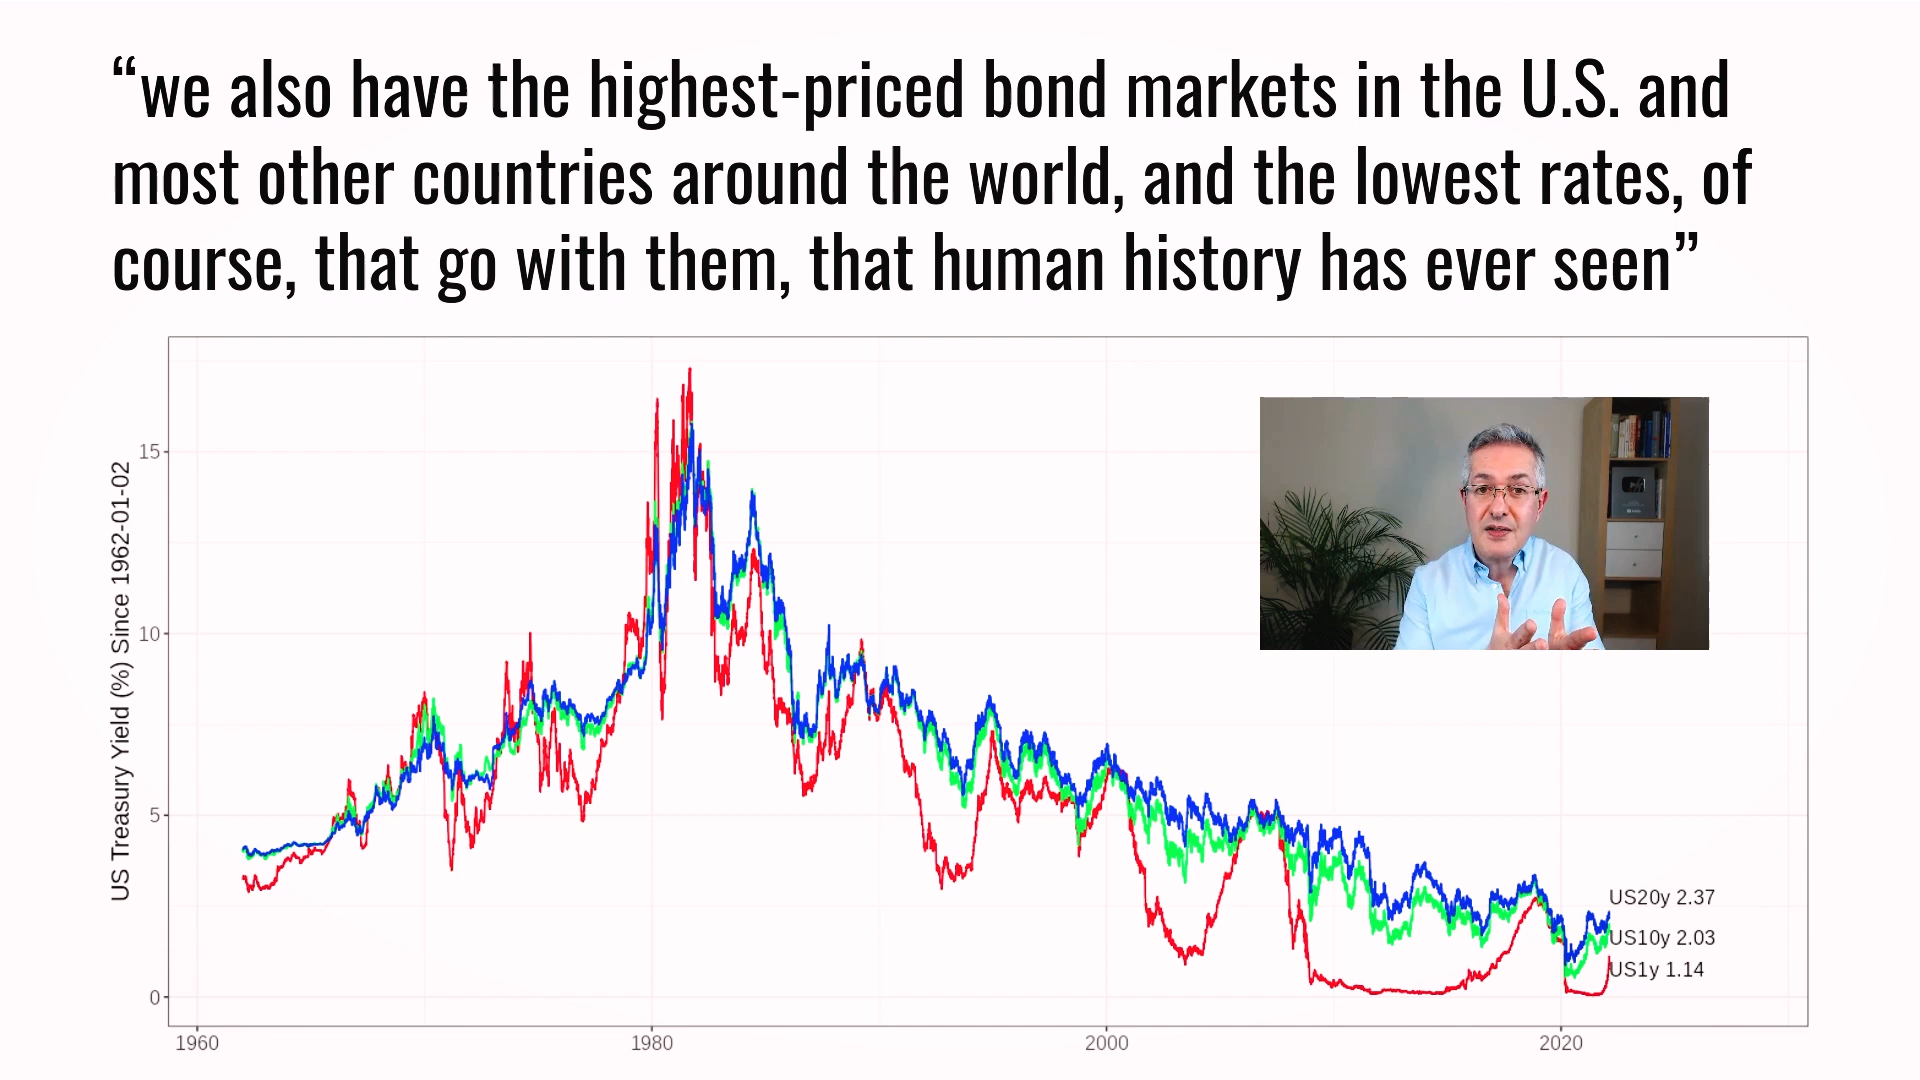 “we also have the highest-priced bond markets in the U.S. and
most other countries around the world, and the lowest rates, of
course, that go with them, that human history has ever seen”
US Treasury Yield (%) Since 1962-01-02
15
10
5
0
US20y 2.37
US10y 2.03
US1y 1.14
1960
1980
2000
2020